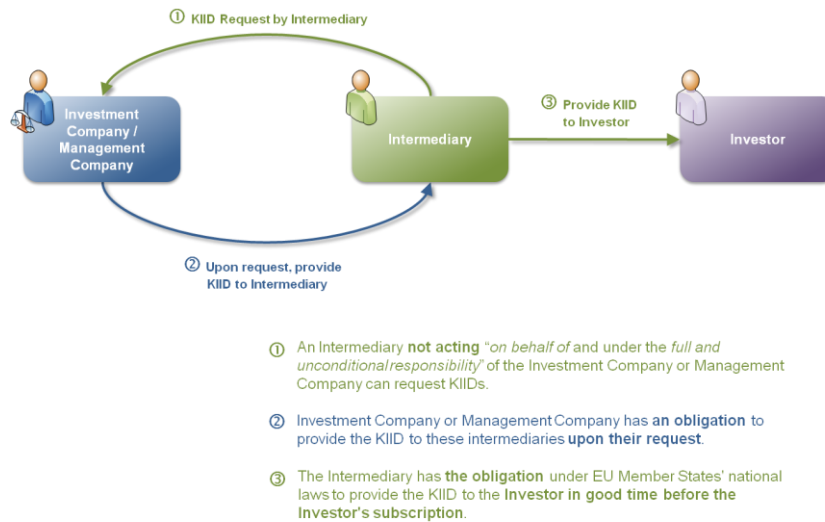 ① KIID Request by Intermediary
Investment
Company /
Management
Company
Intermediary
③ Provide KIID
to Investor
Investor
② Upon request, provide
KIID to Intermediary
① An Intermediary not acting “on behalf of and under the full and
unconditional responsibility” of the Investment Company or Management
Company can request KIIDs.
② Investment Company or Management Company has an obligation to
provide the KIID to these intermediaries upon their request.
③ The Intermediary has the obligation under EU Member States' national
laws to provide the KIID to the Investor in good time before the
Investor's subscription.